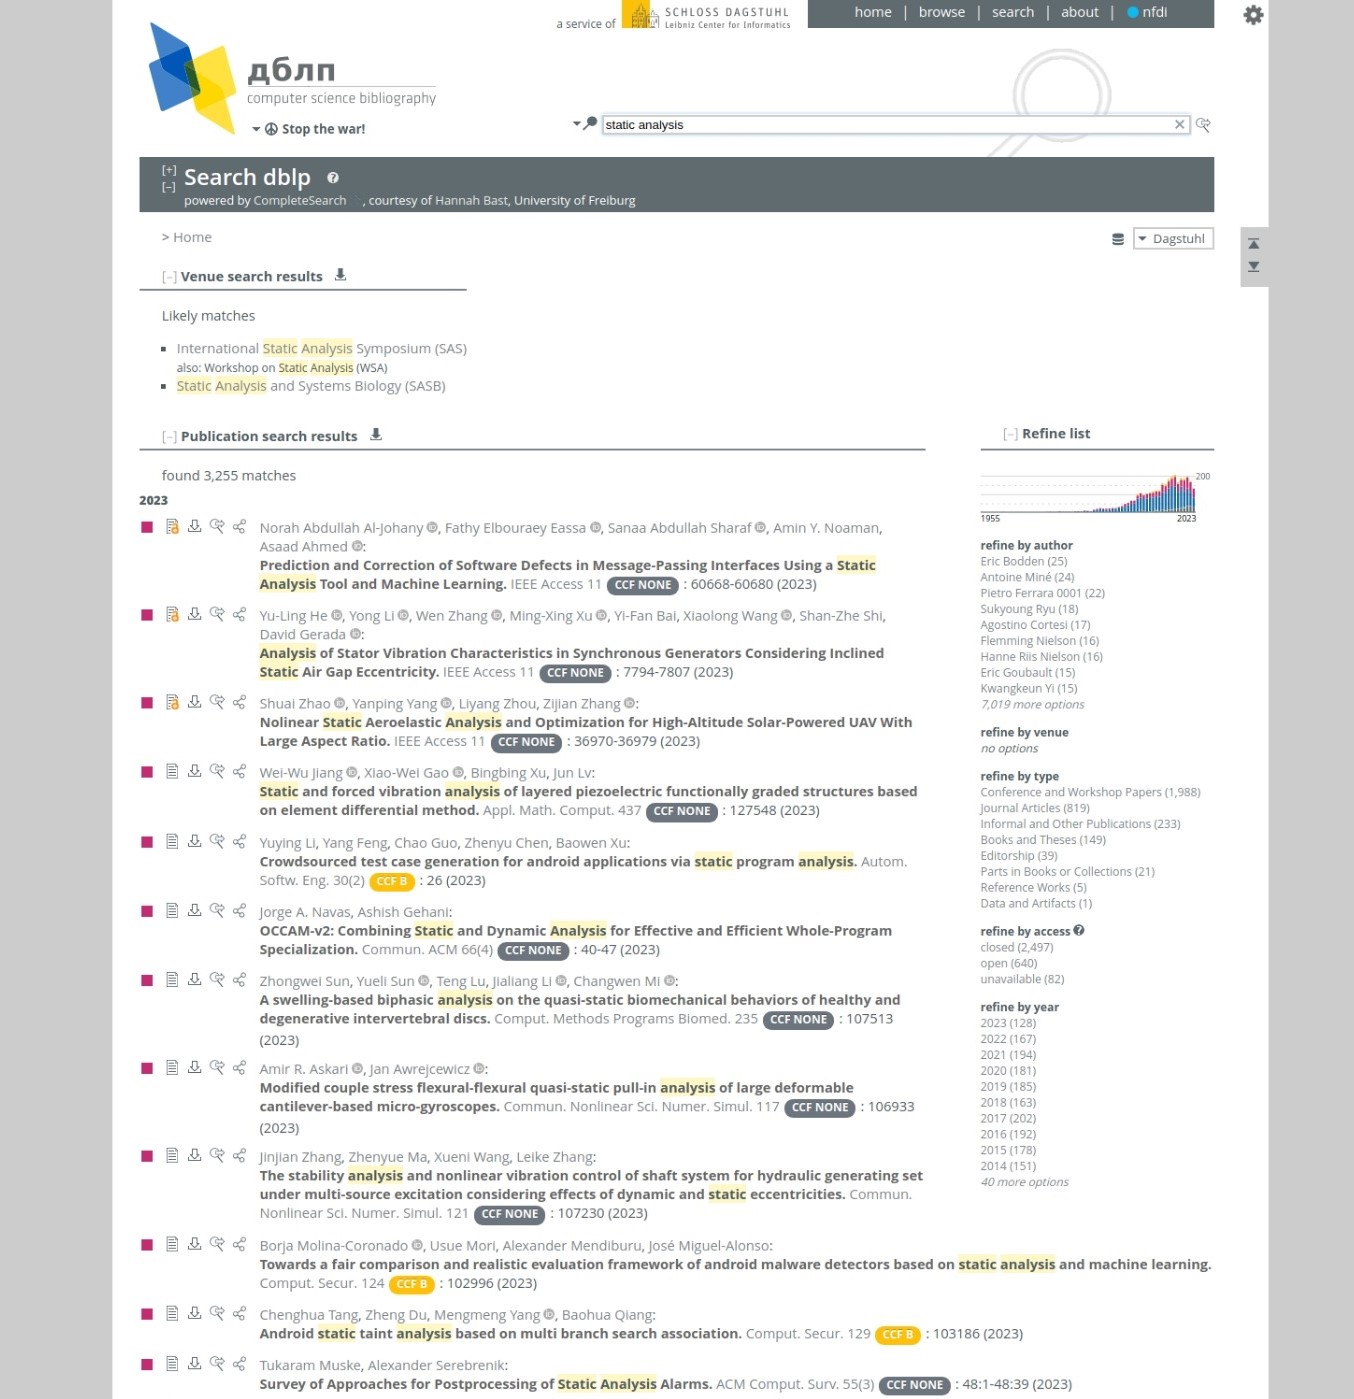 a service of SCHLOSS DAGSTUHL
Leibniz Center for Informatics
home | browse | search | about | nfdi
дблп
computer science bibliography
Stop the war!
static analysis
[+]
[–]
Search dblp
powered by CompleteSearch , courtesy of Hannah Bast, University of Freiburg
> Home
Dagstuhl
[–] Venue search results
Likely matches
International Static Analysis Symposium (SAS)
also: Workshop on Static Analysis (WSA)
Static Analysis and Systems Biology (SASB)
[–] Publication search results
found 3,255 matches
2023
Norah Abdullah Al-Johany, Fathy Elbouraey Eassa, Sanaa Abdullah Sharaf, Amin Y. Noaman,
Asaad Ahmed:
Prediction and Correction of Software Defects in Message-Passing Interfaces Using a Static
Analysis Tool and Machine Learning. IEEE Access 11 CCF NONE : 60668-60680 (2023)
Yu-Ling He, Yong Li, Wen Zhang, Ming-Xing Xu, Yi-Fan Bai, Xiaolong Wang, Shan-Zhe Shi,
David Gerada:
Analysis of Stator Vibration Characteristics in Synchronous Generators Considering Inclined
Static Air Gap Eccentricity. IEEE Access 11 CCF NONE : 7794-7807 (2023)
Shuai Zhao, Yanping Yang, Liyang Zhou, Zijian Zhang:
Nolinear Static Aeroelastic Analysis and Optimization for High-Altitude Solar-Powered UAV With
Large Aspect Ratio. IEEE Access 11 CCF NONE : 36970-36979 (2023)
Wei-Wu Jiang, Xiao-Wei Gao, Bingbing Xu, Jun Lv:
Static and forced vibration analysis of layered piezoelectric functionally graded structures based
on element differential method. Appl. Math. Comput. 437 CCF NONE : 127548 (2023)
Yuying Li, Yang Feng, Chao Guo, Zhenyu Chen, Baowen Xu:
Crowdsourced test case generation for android applications via static program analysis. Autom.
Softw. Eng. 30(2) CCF B : 26 (2023)
Jorge A. Navas, Ashish Gehani:
OCCAM-v2: Combining Static and Dynamic Analysis for Effective and Efficient Whole-Program
Specialization. Commun. ACM 66(4) CCF NONE : 40-47 (2023)
Zhongwei Sun, Yueli Sun, Teng Lu, Jialiang Li, Changwen Mi:
A swelling-based biphasic analysis on the quasi-static biomechanical behaviors of healthy and
degenerative intervertebral discs. Comput. Methods Programs Biomed. 235 CCF NONE : 107513
(2023)
Amir R. Askari, Jan Awrejcewicz:
Modified couple stress flexural-flexural quasi-static pull-in analysis of large deformable
cantilever-based micro-gyroscopes. Commun. Nonlinear Sci. Numer. Simul. 117 CCF NONE : 106933
(2023)
Jinjian Zhang, Zhenyue Ma, Xueni Wang, Leike Zhang:
The stability analysis and nonlinear vibration control of shaft system for hydraulic generating set
under multi-source excitation considering effects of dynamic and static eccentricities. Commun.
Nonlinear Sci. Numer. Simul. 121 CCF NONE : 107230 (2023)
Borja Molina-Coronado, Usue Mori, Alexander Mendiburu, José Miguel-Alonso:
Towards a fair comparison and realistic evaluation framework of android malware detectors based on static analysis and machine learning.
Comput. Secur. 124 CCF B : 102996 (2023)
Chenghua Tang, Zheng Du, Mengmeng Yang, Baohua Qiang:
Android static taint analysis based on multi branch search association. Comput. Secur. 129 CCF B : 103186 (2023)
Tukaram Muske, Alexander Serebrenik:
Survey of Approaches for Postprocessing of Static Analysis Alarms. ACM Comput. Surv. 55(3) CCF NONE : 48:1-48:39 (2023)
[–] Refine list
200
1955 2023
refine by author
Eric Bodden (25)
Antoine Miné (24)
Pietro Ferrara 0001 (22)
Sukyoung Ryu (18)
Agostino Cortesi (17)
Flemming Nielson (16)
Hanne Riis Nielson (16)
Eric Goubault (15)
Kwangkeun Yi (15)
7,019 more options
refine by venue
no options
refine by type
Conference and Workshop Papers (1,988)
Journal Articles (819)
Informal and Other Publications (233)
Books and Theses (149)
Editorship (39)
Parts in Books or Collections (21)
Reference Works (5)
Data and Artifacts (1)
refine by access
closed (2,497)
open (640)
unavailable (82)
refine by year
2023 (128)
2022 (167)
2021 (194)
2020 (181)
2019 (185)
2018 (163)
2017 (202)
2016 (192)
2015 (178)
2014 (151)
40 more options